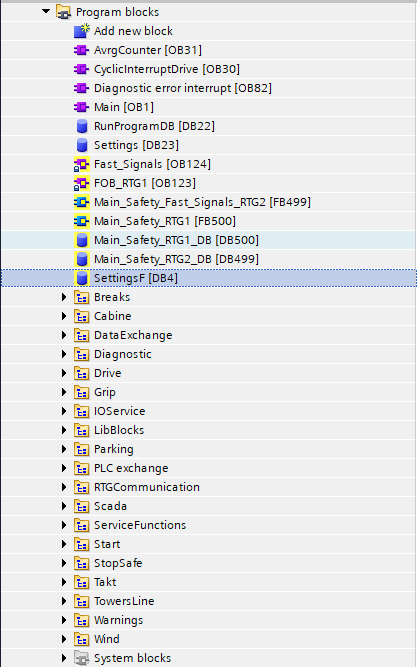 Program blocks
Add new block
AvrgCounter [OB31]
CyclicInterruptDrive [OB30]
Diagnostic error interrupt [OB82]
Main [OB1]
RunProgramDB [DB22]
Settings [DB23]
Fast_Signals [OB124]
FOB_RTG1 [OB123]
Main_Safety_Fast_Signals_RTG2 [FB499]
Main_Safety_RTG1 [FB500]
Main_Safety_RTG1_DB [DB500]
Main_Safety_RTG2_DB [DB499]
SettingsF [DB4]
Breaks
Cabine
DataExchange
Diagnostic
Drive
Grip
IOService
LibBlocks
Parking
PLC exchange
RTGCommunication
Scada
ServiceFunctions
Start
StopSafe
Takt
TowersLine
Warnings
Wind
System blocks